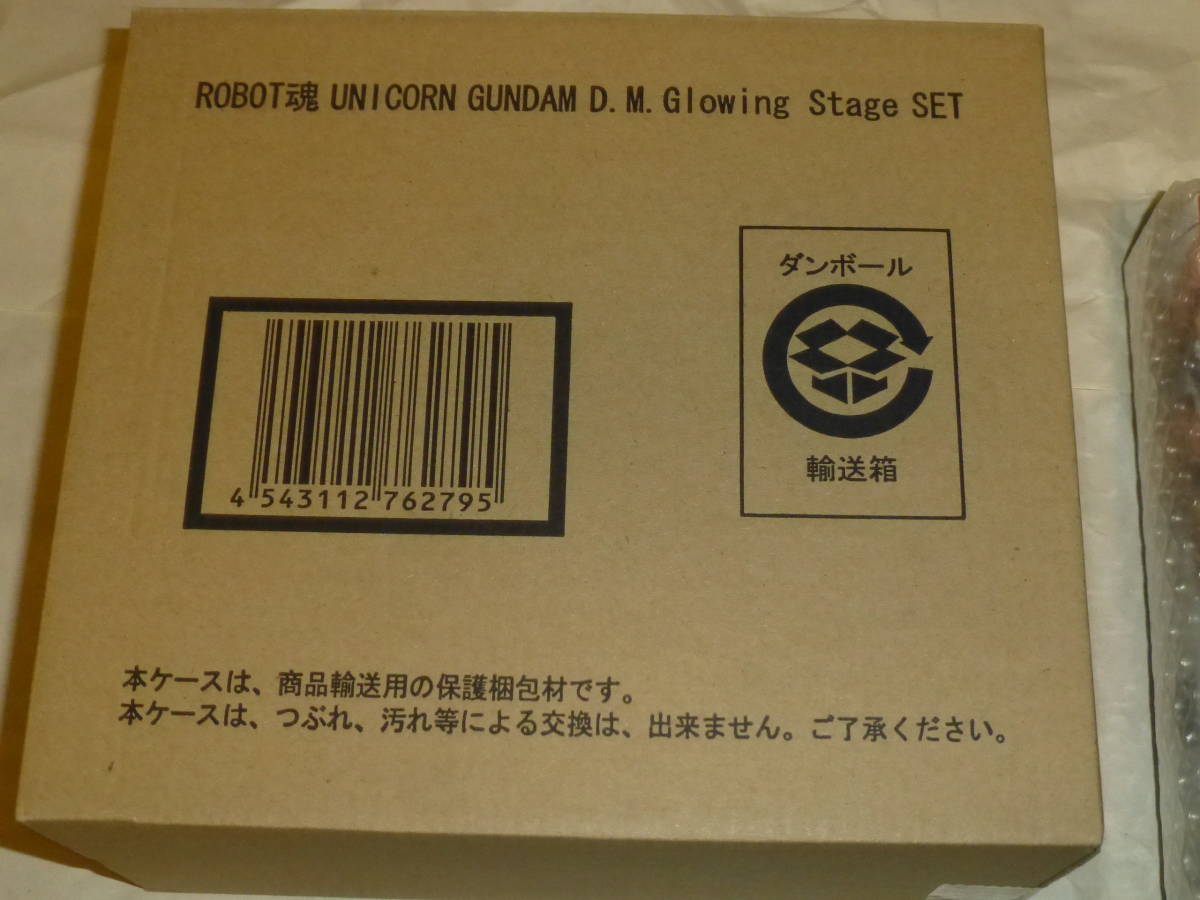 ROBOT魂 UNICORN GUNDAM D.M.Glowing Stage SET
ダンボール
輸送箱
4 543112 762795
本ケースは、商品輸送用の保護梱包材です。
本ケースは、つぶれ、汚れ等による交換は、出来ません。ご了承ください。